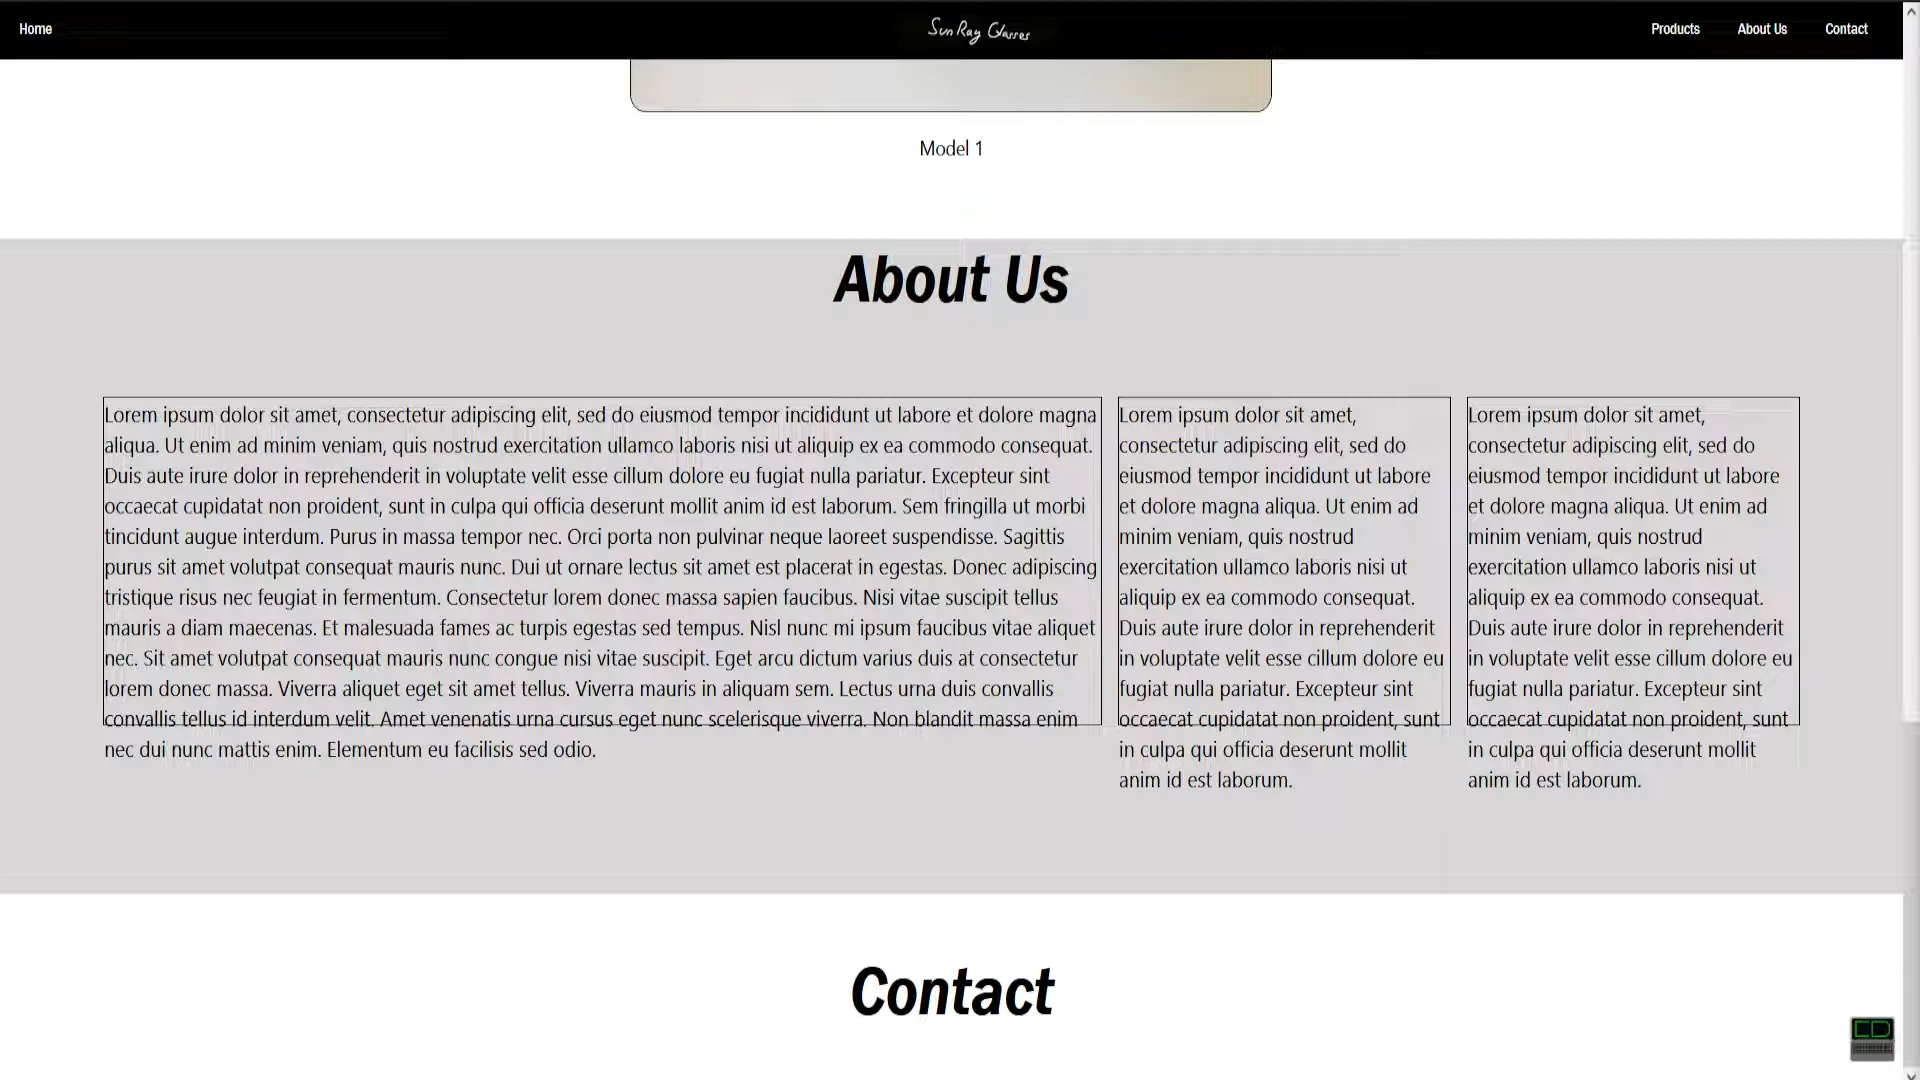 Home
SunRay Glasses
Products
About Us
Contact
Model 1
About Us
Lorem ipsum dolor sit amet, consectetur adipiscing elit, sed do eiusmod tempor incididunt ut labore et dolore magna
aliqua. Ut enim ad minim veniam, quis nostrud exercitation ullamco laboris nisi ut aliquip ex ea commodo consequat.
Duis aute irure dolor in reprehenderit in voluptate velit esse cillum dolore eu fugiat nulla pariatur. Excepteur sint
occaecat cupidatat non proident, sunt in culpa qui officia deserunt mollit anim id est laborum. Sem fringilla ut morbi
tincidunt augue interdum. Purus in massa tempor nec. Orci porta non pulvinar neque laoreet suspendisse. Sagittis
purus sit amet volutpat consequat mauris nunc. Dui ut ornare lectus sit amet est placerat in egestas. Donec adipiscing
tristique risus nec feugiat in fermentum. Consectetur lorem donec massa sapien faucibus. Nisi vitae suscipit tellus
mauris a diam maecenas. Et malesuada fames ac turpis egestas sed tempus. Nisl nunc mi ipsum faucibus vitae aliquet
nec. Sit amet volutpat consequat mauris nunc congue nisi vitae suscipit. Eget arcu dictum varius duis at consectetur
lorem donec massa. Viverra aliquet eget sit amet tellus. Viverra mauris in aliquam sem. Lectus urna duis convallis
convallis tellus id interdum velit. Amet venenatis urna cursus eget nunc scelerisque viverra. Non blandit massa enim
nec dui nunc mattis enim. Elementum eu facilisis sed odio.
Lorem ipsum dolor sit amet,
consectetur adipiscing elit, sed do
eiusmod tempor incididunt ut labore
et dolore magna aliqua. Ut enim ad
minim veniam, quis nostrud
exercitation ullamco laboris nisi ut
aliquip ex ea commodo consequat.
Duis aute irure dolor in reprehenderit
in voluptate velit esse cillum dolore eu
fugiat nulla pariatur. Excepteur sint
occaecat cupidatat non proident, sunt
in culpa qui officia deserunt mollit
anim id est laborum.
Lorem ipsum dolor sit amet,
consectetur adipiscing elit, sed do
eiusmod tempor incididunt ut labore
et dolore magna aliqua. Ut enim ad
minim veniam, quis nostrud
exercitation ullamco laboris nisi ut
aliquip ex ea commodo consequat.
Duis aute irure dolor in reprehenderit
in voluptate velit esse cillum dolore eu
fugiat nulla pariatur. Excepteur sint
occaecat cupidatat non proident, sunt
in culpa qui officia deserunt mollit
anim id est laborum.
Contact
CD